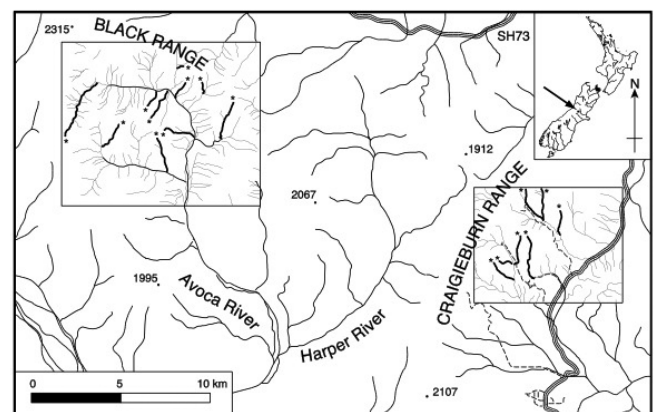 2315
BLACK RANGE
SH73
N
1912
2067
CRAIGIEBURN RANGE
1995
Avoca River
Harper River
0 5 10 km
2107